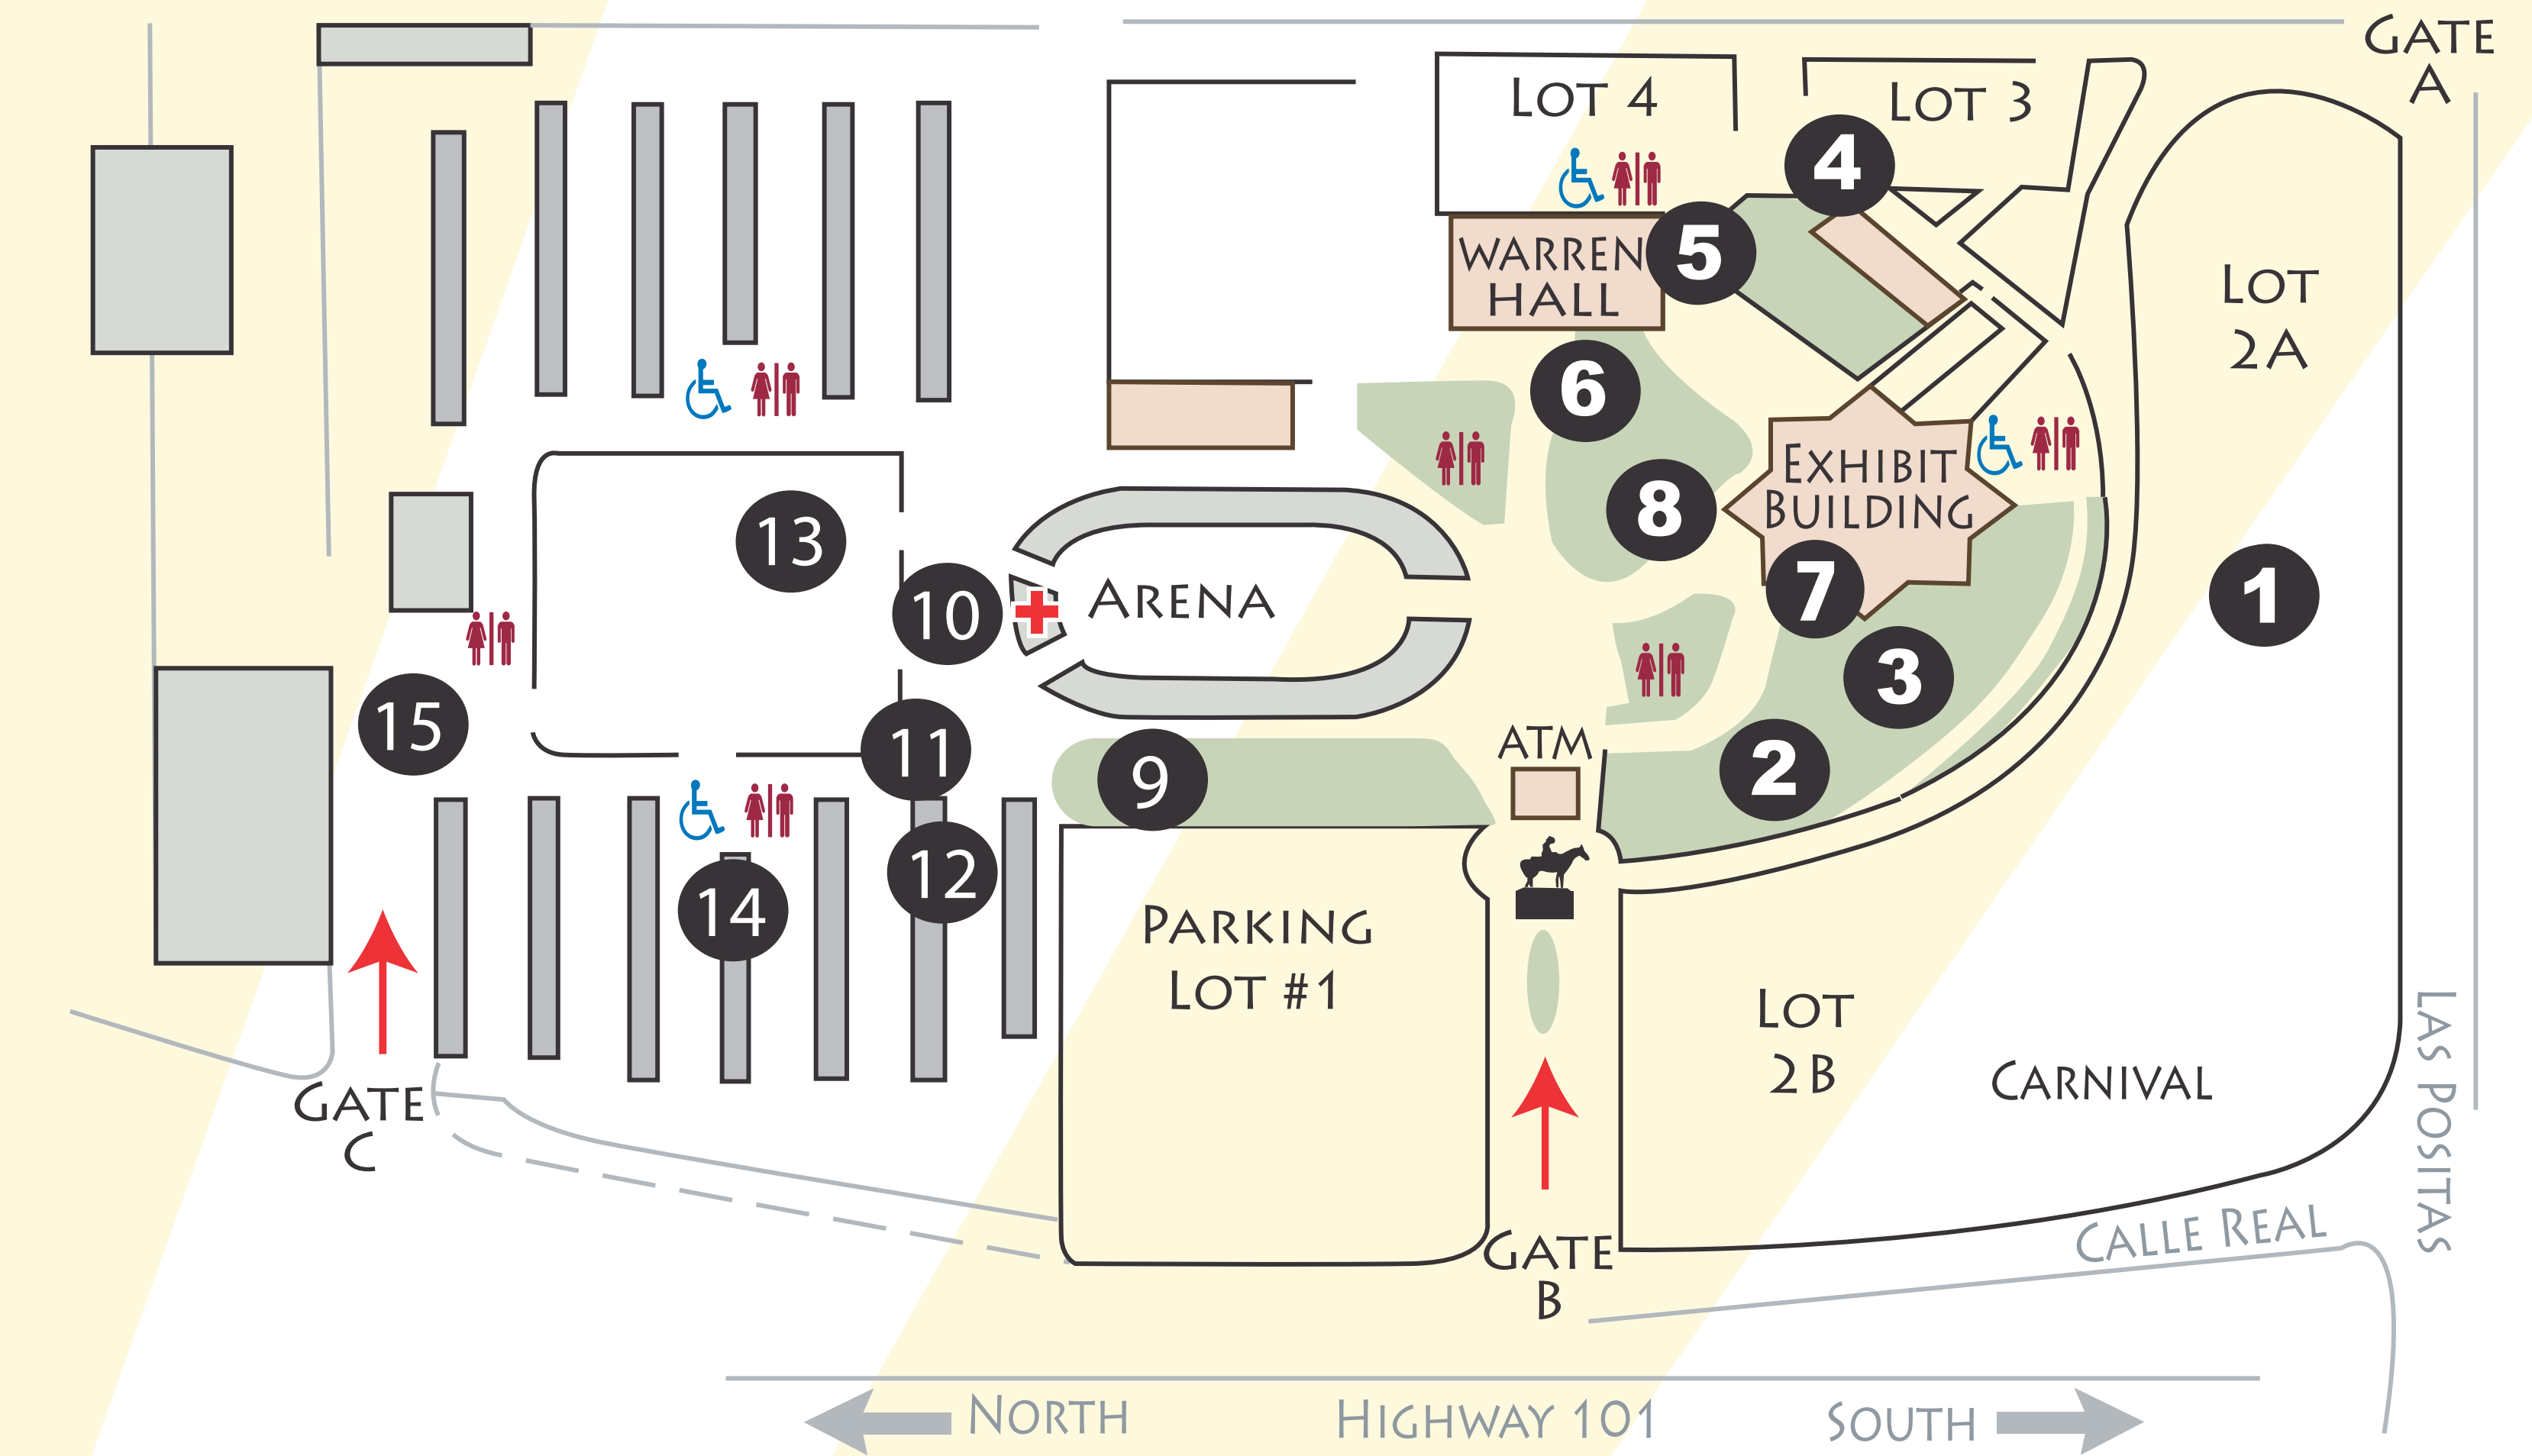 GATE
A
LOT 4
LOT 3
4
WARREN
HALL
5
LOT
2A
6
EXHIBIT
BUILDING
8
7
1
13
10
ARENA
3
15
11
9
ATM
2
12
14
PARKING
LOT #1
LOT
2B
CARNIVAL
GATE
C
GATE
B
LAS POSITAS
CALLE REAL
NORTH
HIGHWAY 101
SOUTH